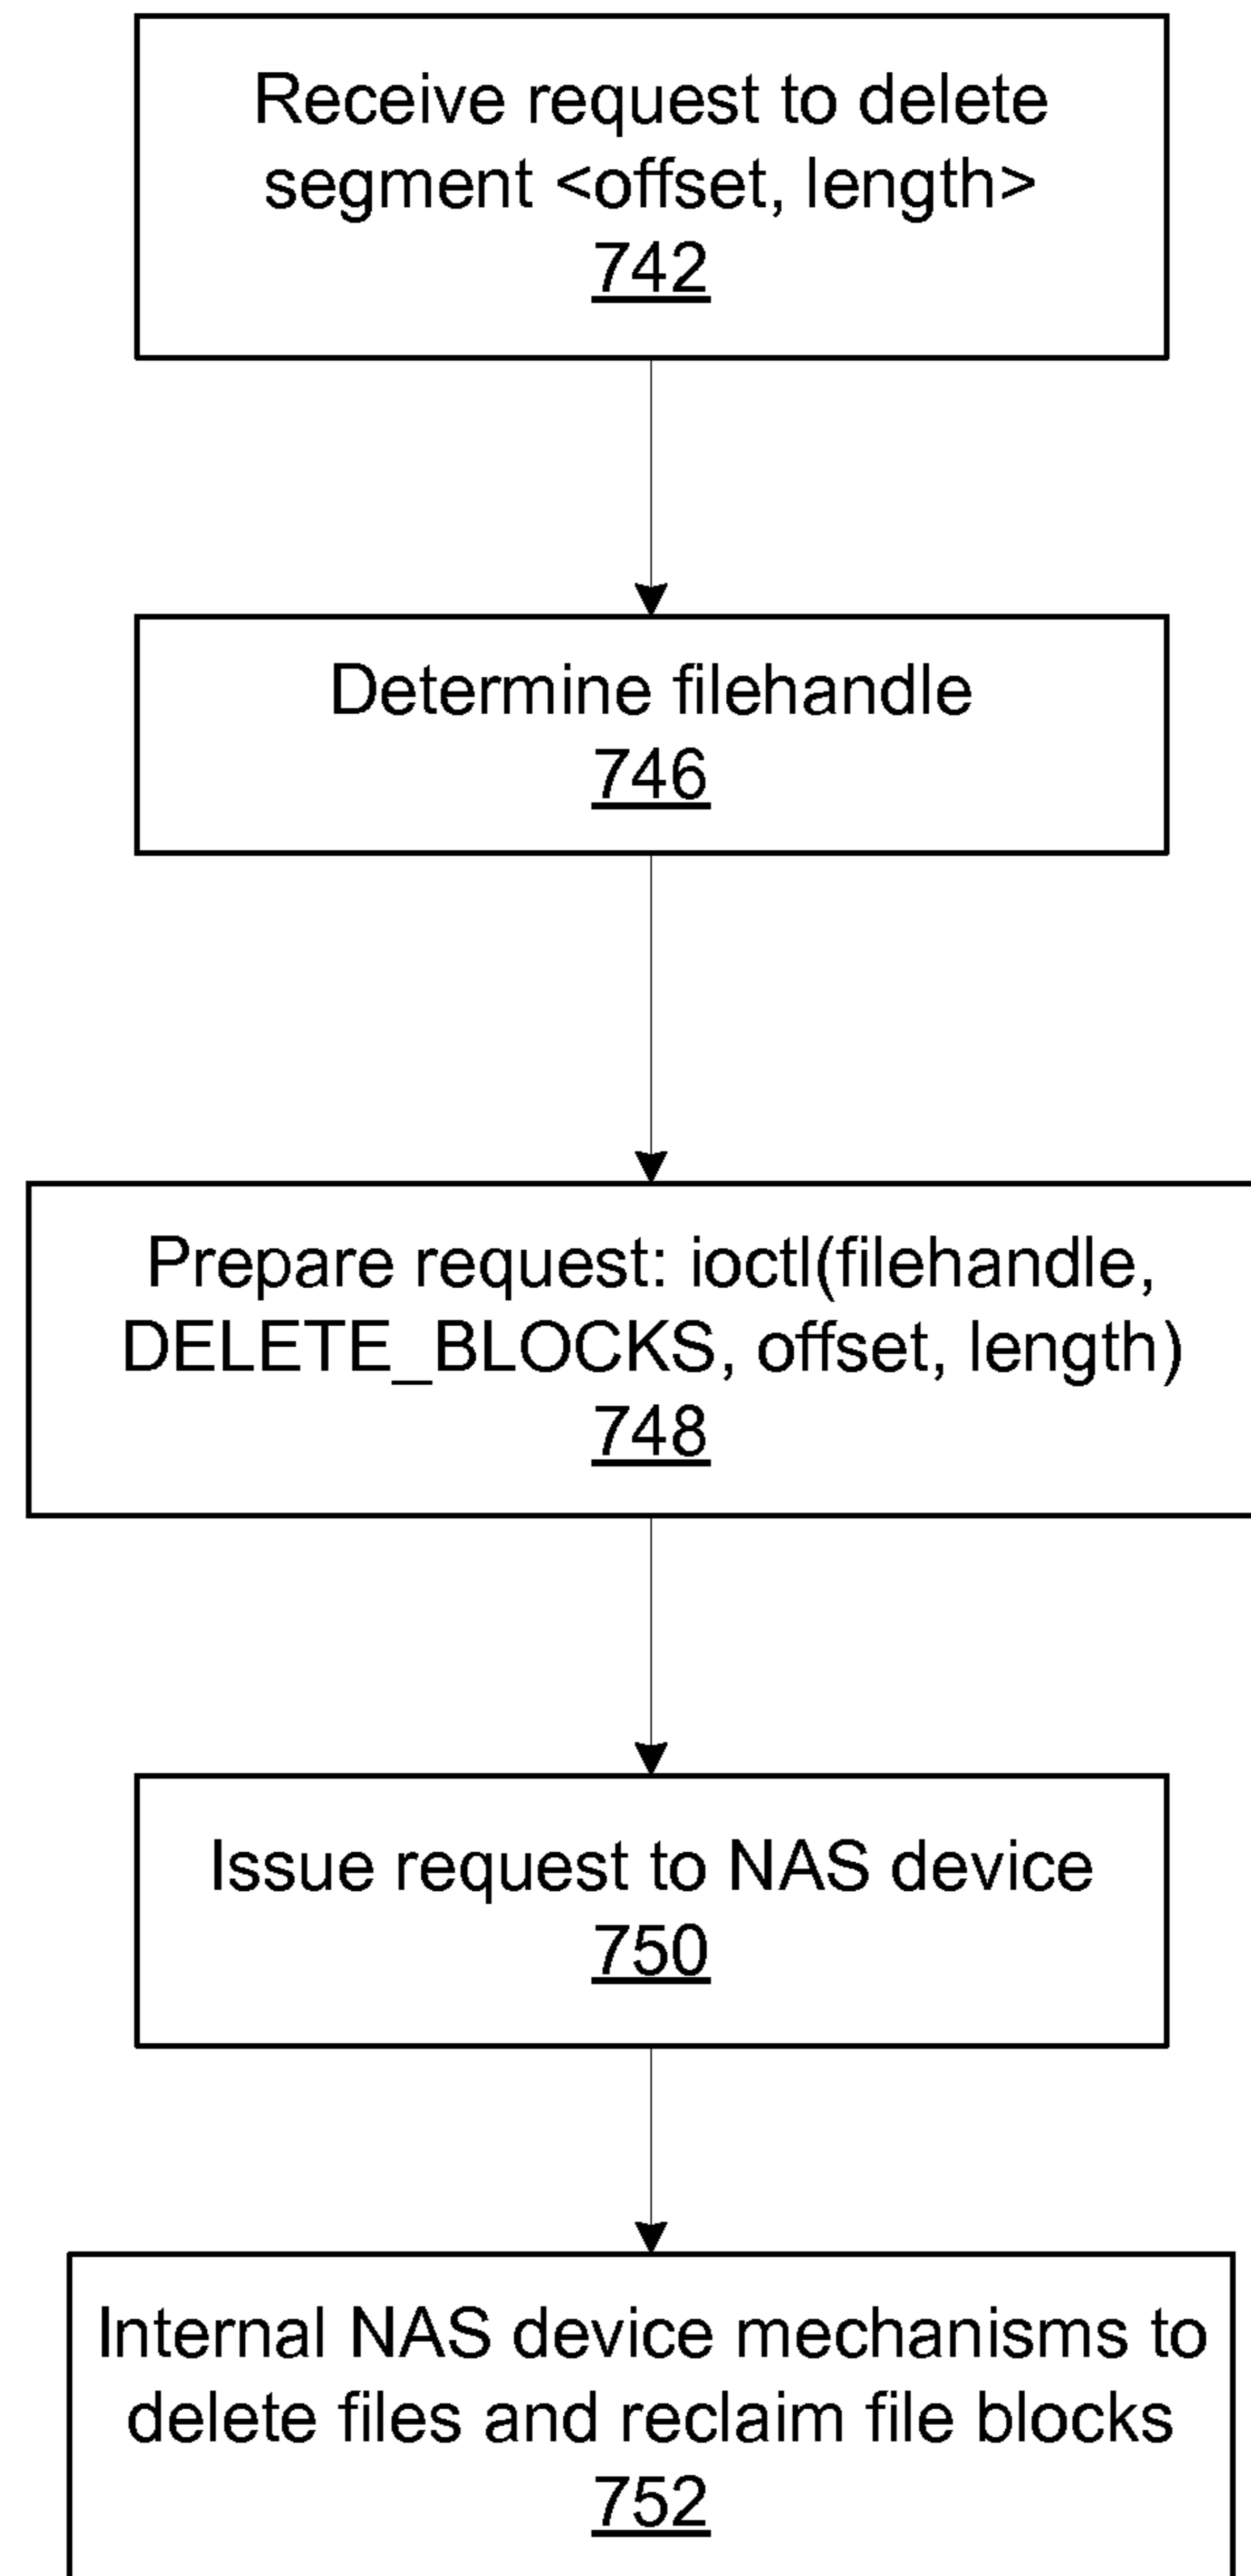 Receive request to delete
segment <offset, length>
742
Determine filehandle
746
Prepare request: ioctl(filehandle,
DELETE_BLOCKS, offset, length)
748
Issue request to NAS device
750
Internal NAS device mechanisms to
delete files and reclaim file blocks
752